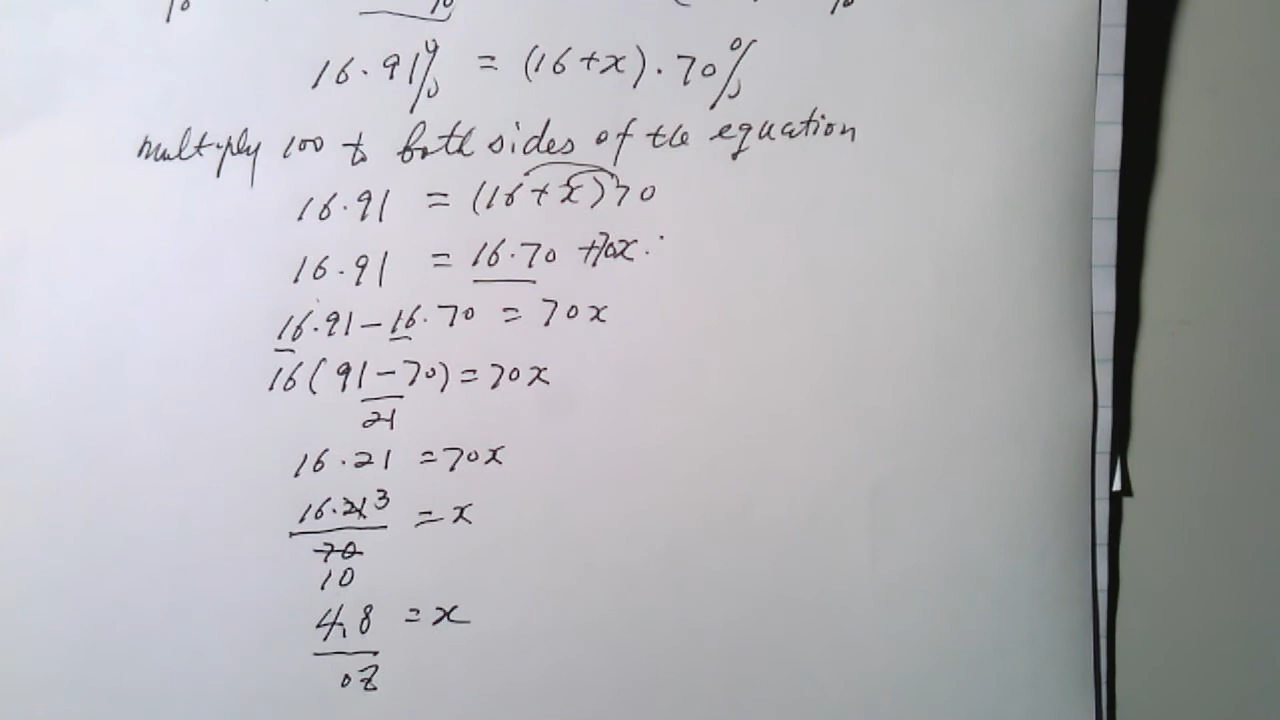 % % %
16.91% = (16+x).70%
multiply 100 to both sides of the equation
16.91 = (16+x)70
16.91 = 16.70 +70x.
16.91-16.70 = 70x
16(91-70)=70x
21
16.21 =70x
16.21 3 = x
70
10
4.8 = x
oz